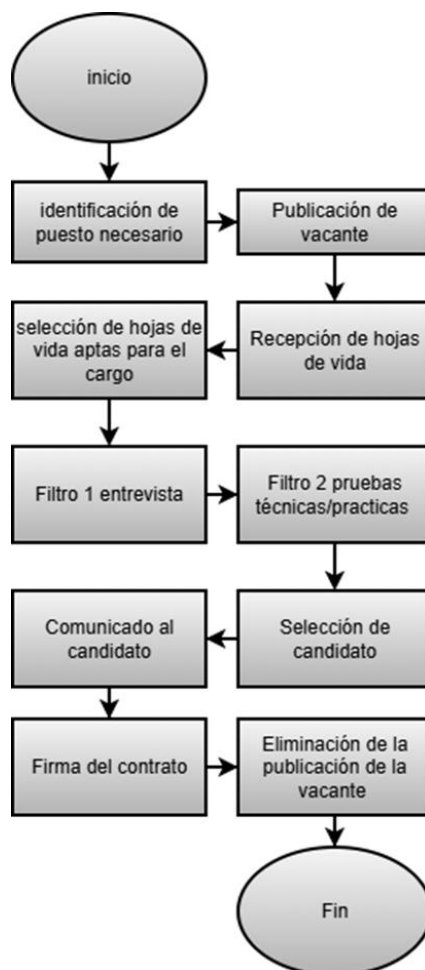 inicio
identificación de
puesto necesario
Publicación de
vacante
Recepción de hojas
de vida
selección de hojas de
vida aptas para el
cargo
Filtro 1 entrevista
Filtro 2 pruebas
técnicas/practicas
Selección de
candidato
Comunicado al
candidato
Firma del contrato
Eliminación de la
publicación de la
vacante
Fin